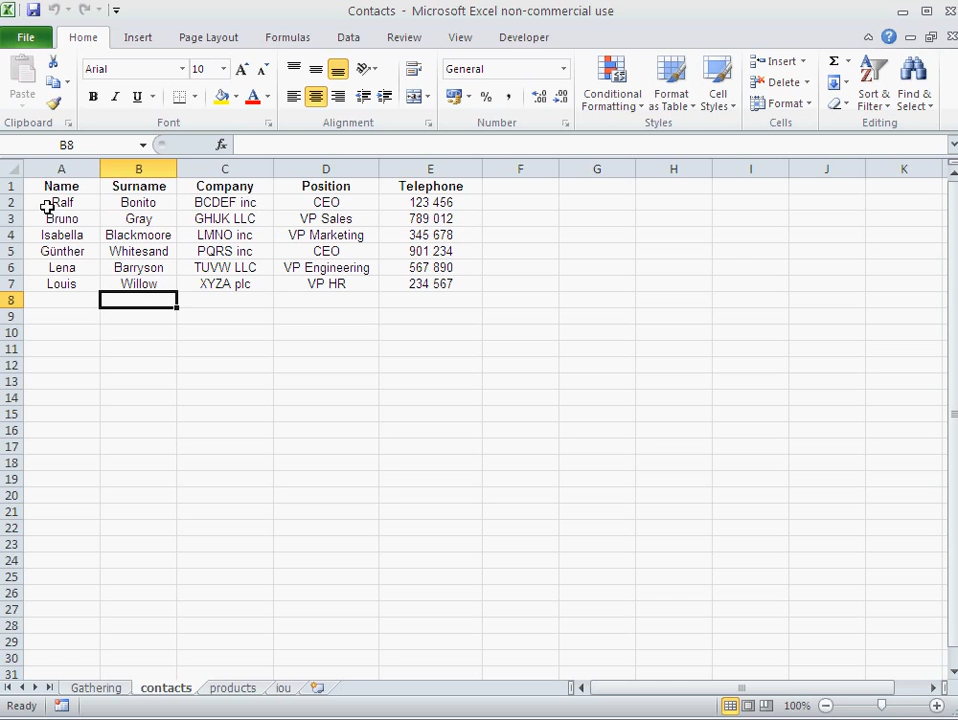 Contacts - Microsoft Excel non-commercial use
File Home Insert Page Layout Formulas Data Review View Developer
Paste Arial 10 General Conditional Formatting Format as Table Cell Styles Insert Delete Format Sort & Filter Find & Select
Clipboard Font Alignment Number Styles Cells Editing
B8 fx
A B C D E F G H I J K
1 Name Surname Company Position Telephone
2 Ralf Bonito BCDEF inc CEO 123 456
3 Bruno Gray GHIJK LLC VP Sales 789 012
4 Isabella Blackmoore LMNO inc VP Marketing 345 678
5 Günther Whitesand PQRS inc CEO 901 234
6 Lena Barryson TUVW LLC VP Engineering 567 890
7 Louis Willow XYZA plc VP HR 234 567
8
9
10
11
12
13
14
15
16
17
18
19
20
21
22
23
24
25
26
27
28
29
30
31
Gathering contacts products iou
Ready 100%